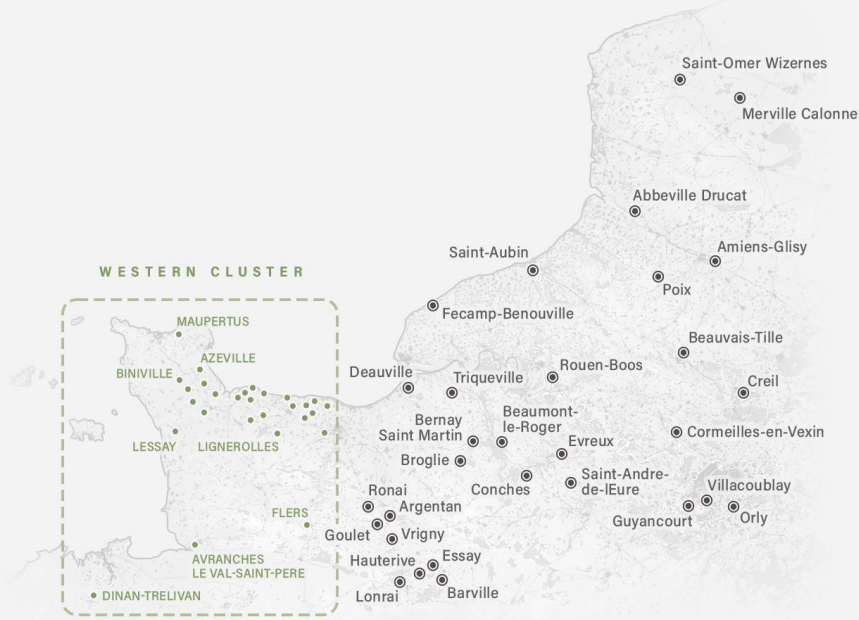 Saint-Omer Wizernes
Merville Calonne
Abbeville Drucat
Amiens-Glisy
Saint-Aubin
Poix
WESTERN CLUSTER
Fecamp-Benouville
MAUPERTUS
Beauvais-Tille
AZEVILLE
BINIVILLE
Deauville
Triqueville
Rouen-Boos
Creil
Bernay
Saint Martin
Beaumont-
le-Roger
Evreux
Cormeilles-en-Vexin
LESSAY
LIGNEROLLES
Broglie
Conches
Saint-Andre-
de-lEure
Villacoublay
Guyancourt
Orly
Ronai
Argentan
FLERS
Goulet
Vrigny
AVRANCHES
LE VAL-SAINT-PERE
Hauterive
Essay
Lonrai
Barville
DINAN-TRELIVAN